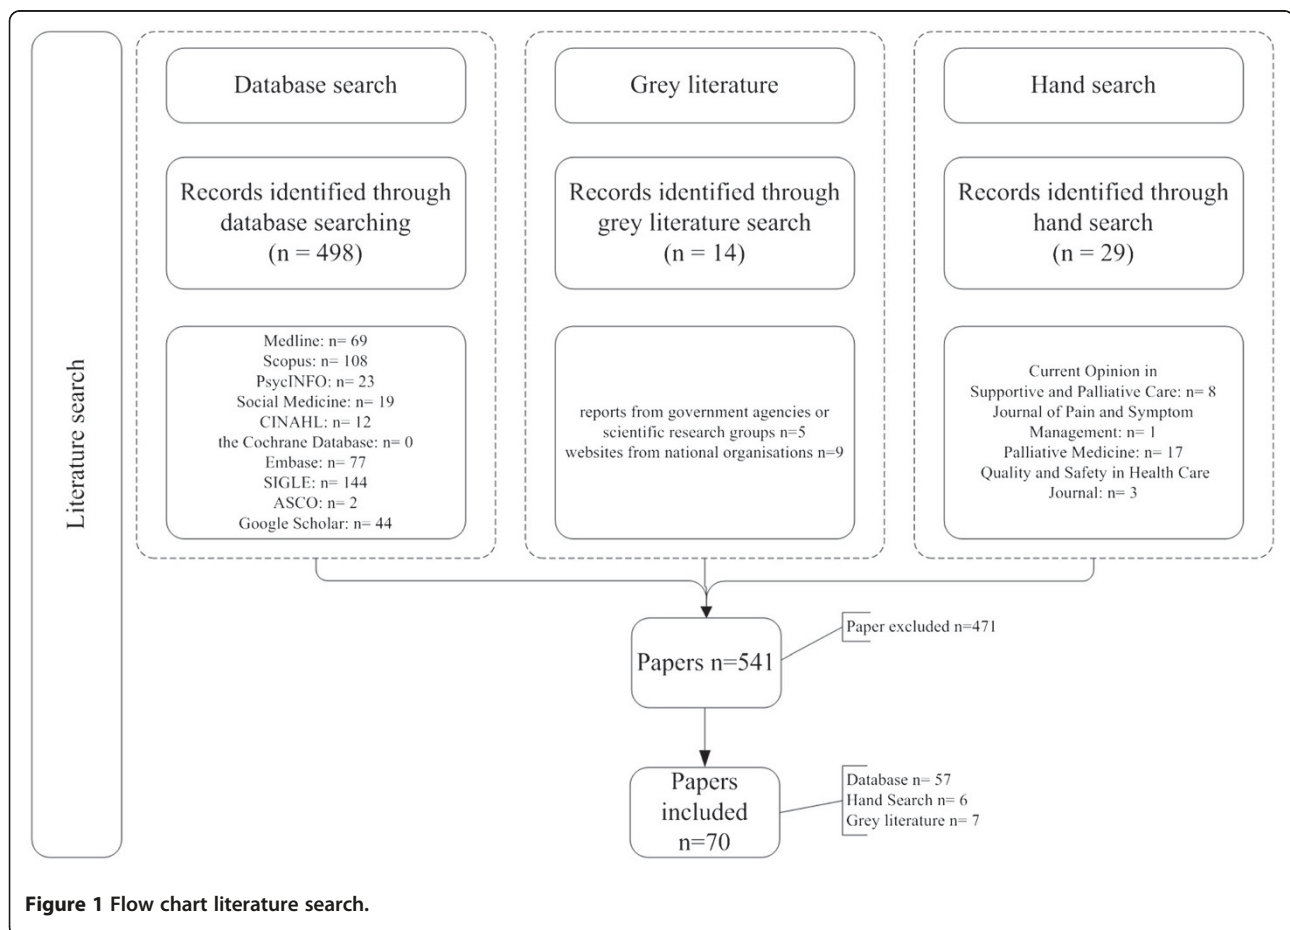 Literature search
Database search
Records identified through
database searching
(n = 498)
Medline: n= 69
Scopus: n= 108
PsycINFO: n= 23
Social Medicine: n= 19
CINAHL: n= 12
the Cochrane Database: n= 0
Embase: n= 77
SIGLE: n= 144
ASCO: n= 2
Google Scholar: n= 44
Grey literature
Records identified through
grey literature search
(n = 14)
reports from government agencies or
scientific research groups n=5
websites from national organisations n=9
Hand search
Records identified through
hand search
(n = 29)
Current Opinion in
Supportive and Palliative Care: n= 8
Journal of Pain and Symptom
Management: n= 1
Palliative Medicine: n= 17
Quality and Safety in Health Care
Journal: n= 3
Papers n=541
Paper excluded n=471
Papers
included
n=70
Database n= 57
Hand Search n= 6
Grey literature n= 7
Figure 1 Flow chart literature search.